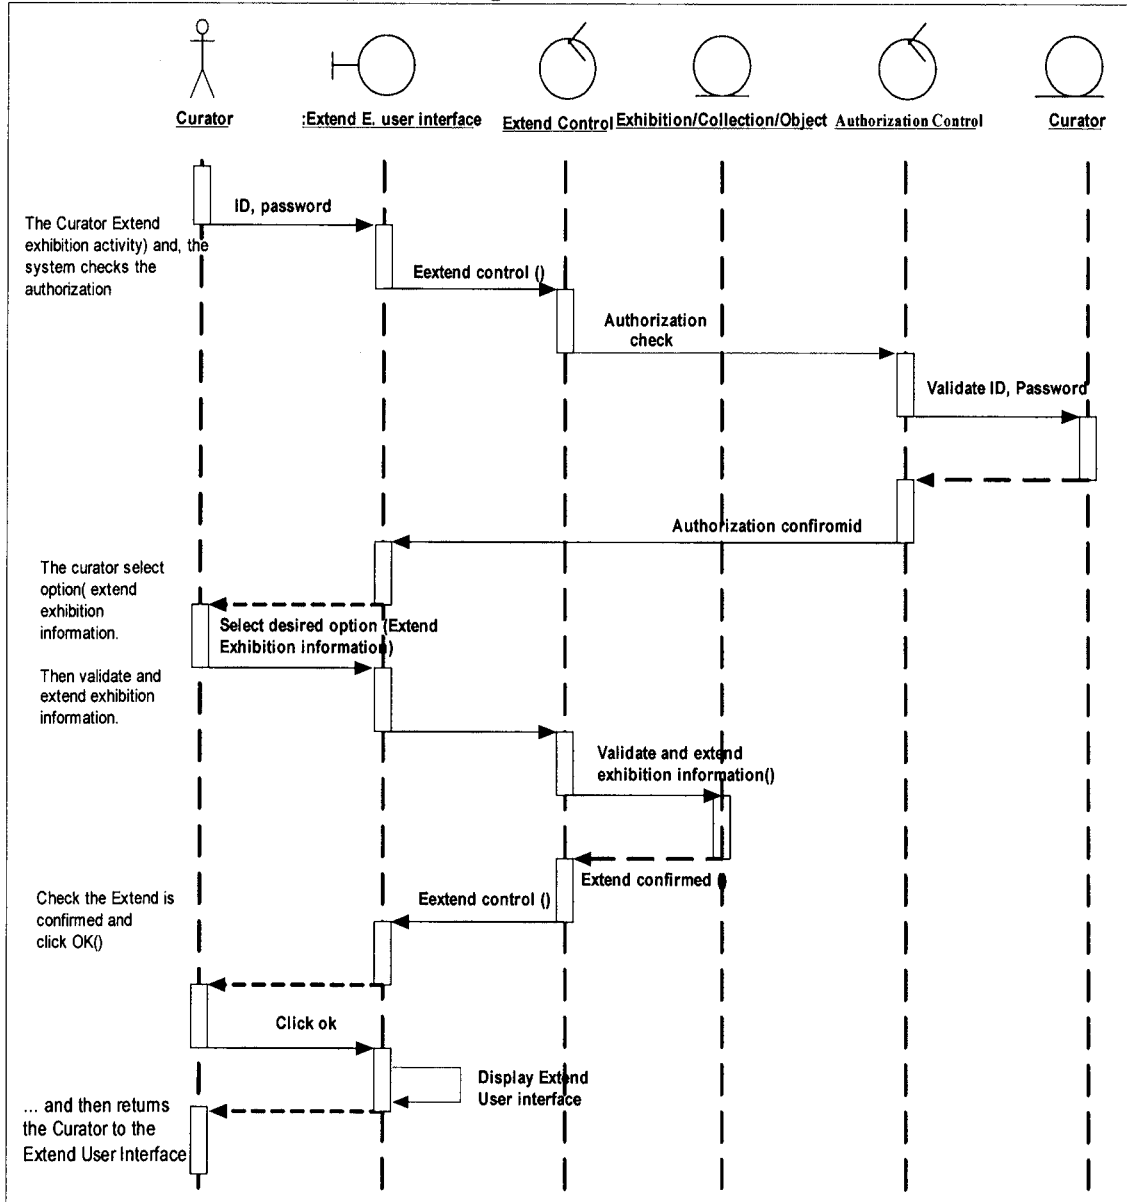 Curator
:Extend E. user interface
Extend Control
Exhibition/Collection/Object
Authorization Control
Curator
ID, password
The Curator Extend
exhibition activity) and, the
system checks the
authorization
Eextend control ()
Authorization
check
Validate ID, Password
Authorization confiromid
The curator select
option( extend
exhibition
information.
Select desired option (Extend
Exhibition information)
Then validate and
extend exhibition
information.
Validate and extend
exhibition information()
Extend confirmed ()
Eextend control ()
Check the Extend is
confirmed and
click OK()
Click ok
Display Extend
User interface
... and then returns
the Curator to the
Extend User Interface